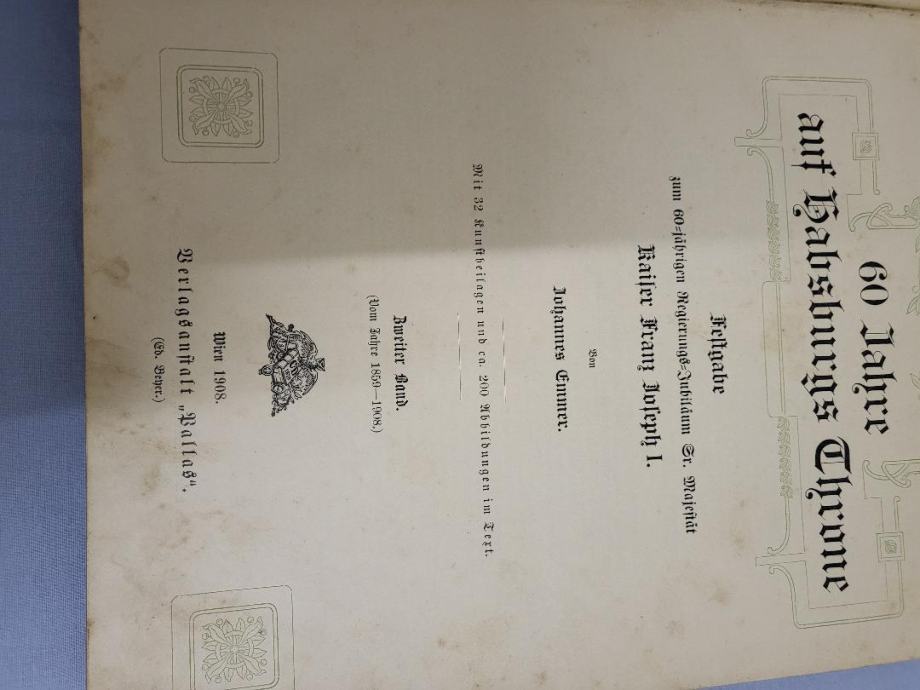 60 Jahre
auf Habsburgs Throne
Festgabe
zum 60=jährigen Regierungs=Jubiläum Sr. Majestät
Kaiser Franz Joseph I.
Von
Johannes Emmer.
Mit 32 Kunstbeilagen und ca. 200 Abbildungen im Text.
Zweiter Band.
(Vom Jahre 1859—1908.)
Wien 1908.
Verlagsanstalt „Pallas“.
(Ed. Beyer.)